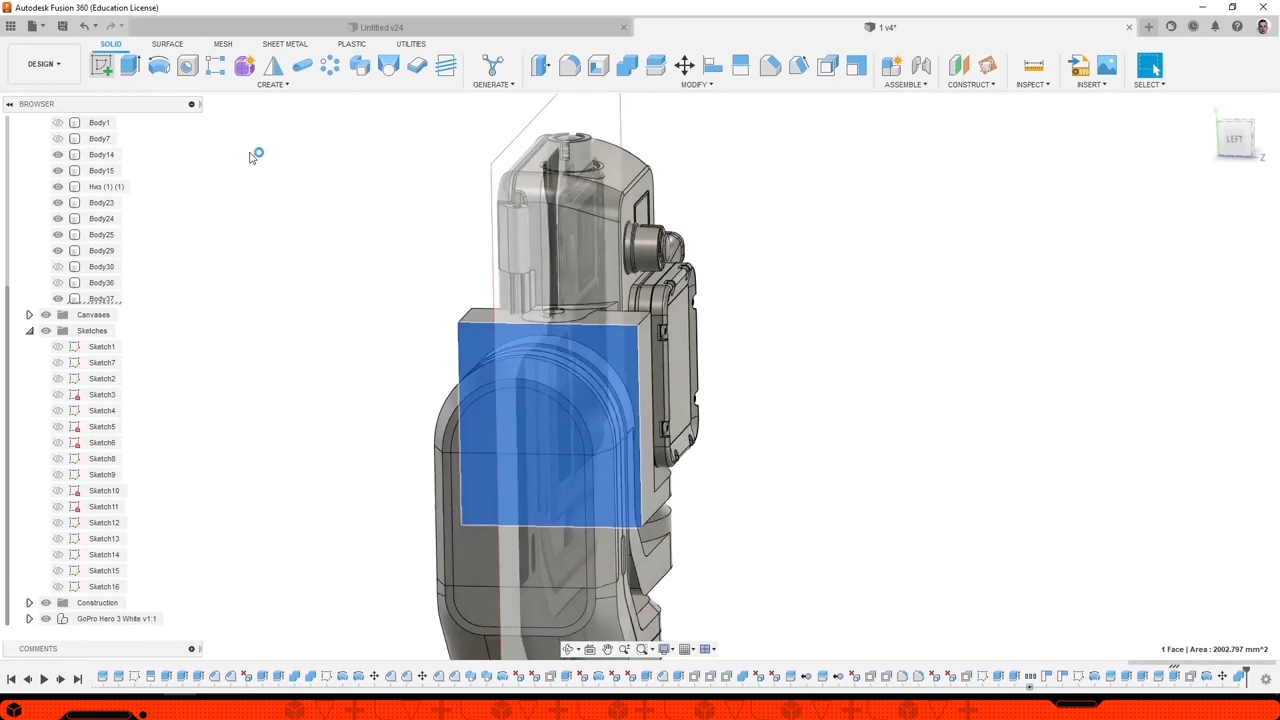 Autodesk Fusion 360 (Education License)
Untitled v24
1 v4*
SOLID SURFACE MESH SHEET METAL PLASTIC UTILITIES
DESIGN
CREATE GENERATE MODIFY ASSEMBLE CONSTRUCT INSPECT INSERT SELECT
BROWSER
LEFT
Z
Body1
Body7
Body14
Body15
Низ (1) (1)
Body23
Body24
Body25
Body29
Body30
Body36
Body37
Canvases
Sketches
Sketch1
Sketch7
Sketch2
Sketch3
Sketch4
Sketch5
Sketch6
Sketch8
Sketch9
Sketch10
Sketch11
Sketch12
Sketch13
Sketch14
Sketch15
Sketch16
Construction
GoPro Hero 3 White v1:1
COMMENTS
1 Face | Area : 2002.797 mm^2